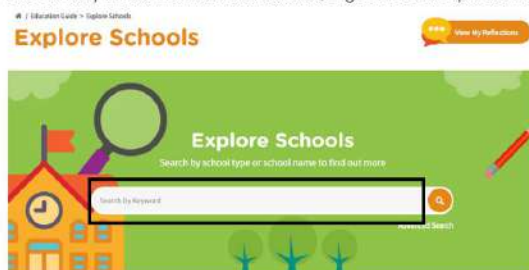 / Education Guide > Explore Schools
Explore Schools
View My Reflections
Explore Schools
Search by school type or school name to find out more
Search By Keyword
Advanced Search